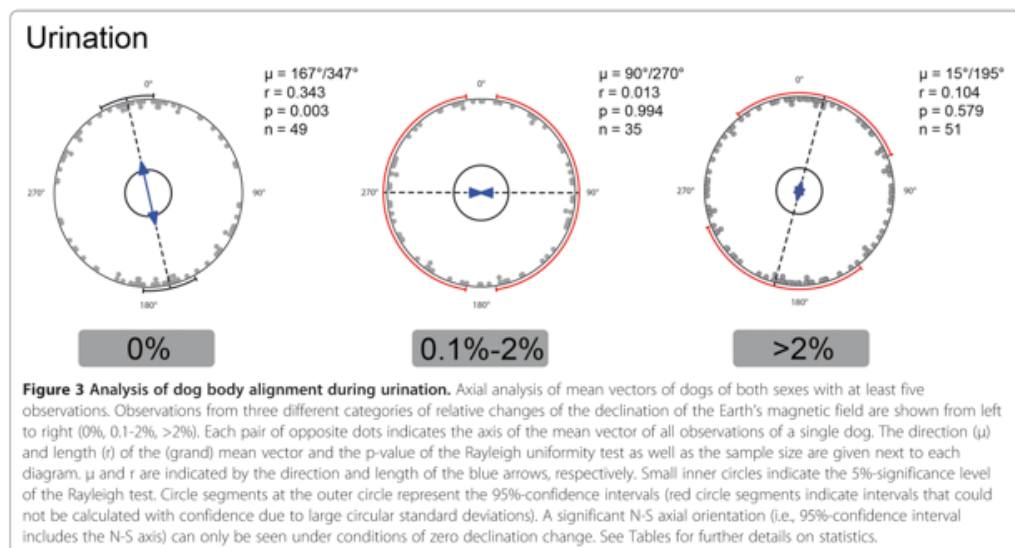 Urination
μ = 167°/347°
r = 0.343
p = 0.003
n = 49
0°
270°
90°
180°
μ = 90°/270°
r = 0.013
p = 0.994
n = 35
0°
270°
90°
180°
μ = 15°/195°
r = 0.104
p = 0.579
n = 51
0°
270°
90°
180°
0%
0.1%-2%
>2%
Figure 3 Analysis of dog body alignment during urination. Axial analysis of mean vectors of dogs of both sexes with at least five
observations. Observations from three different categories of relative changes of the declination of the Earth's magnetic field are shown from left
to right (0%, 0.1-2%, >2%). Each pair of opposite dots indicates the axis of the mean vector of all observations of a single dog. The direction (μ)
and length (r) of the (grand) mean vector and the p-value of the Rayleigh uniformity test as well as the sample size are given next to each
diagram. μ and r are indicated by the direction and length of the blue arrows, respectively. Small inner circles indicate the 5%-significance level
of the Rayleigh test. Circle segments at the outer circle represent the 95%-confidence intervals (red circle segments indicate intervals that could
not be calculated with confidence due to large circular standard deviations). A significant N-S axial orientation (i.e., 95%-confidence interval
includes the N-S axis) can only be seen under conditions of zero declination change. See Tables for further details on statistics.